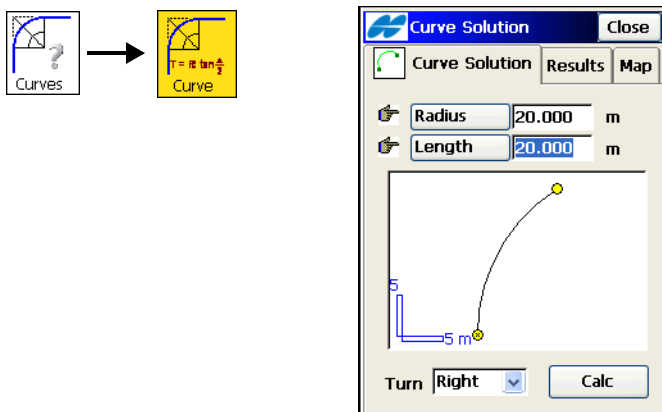 ?
Curves
T = R tan Δ/2
Curve
Curve Solution Close
Curve Solution Results Map
Radius 20.000 m
Length 20.000 m
5
5 m
Turn Right Calc